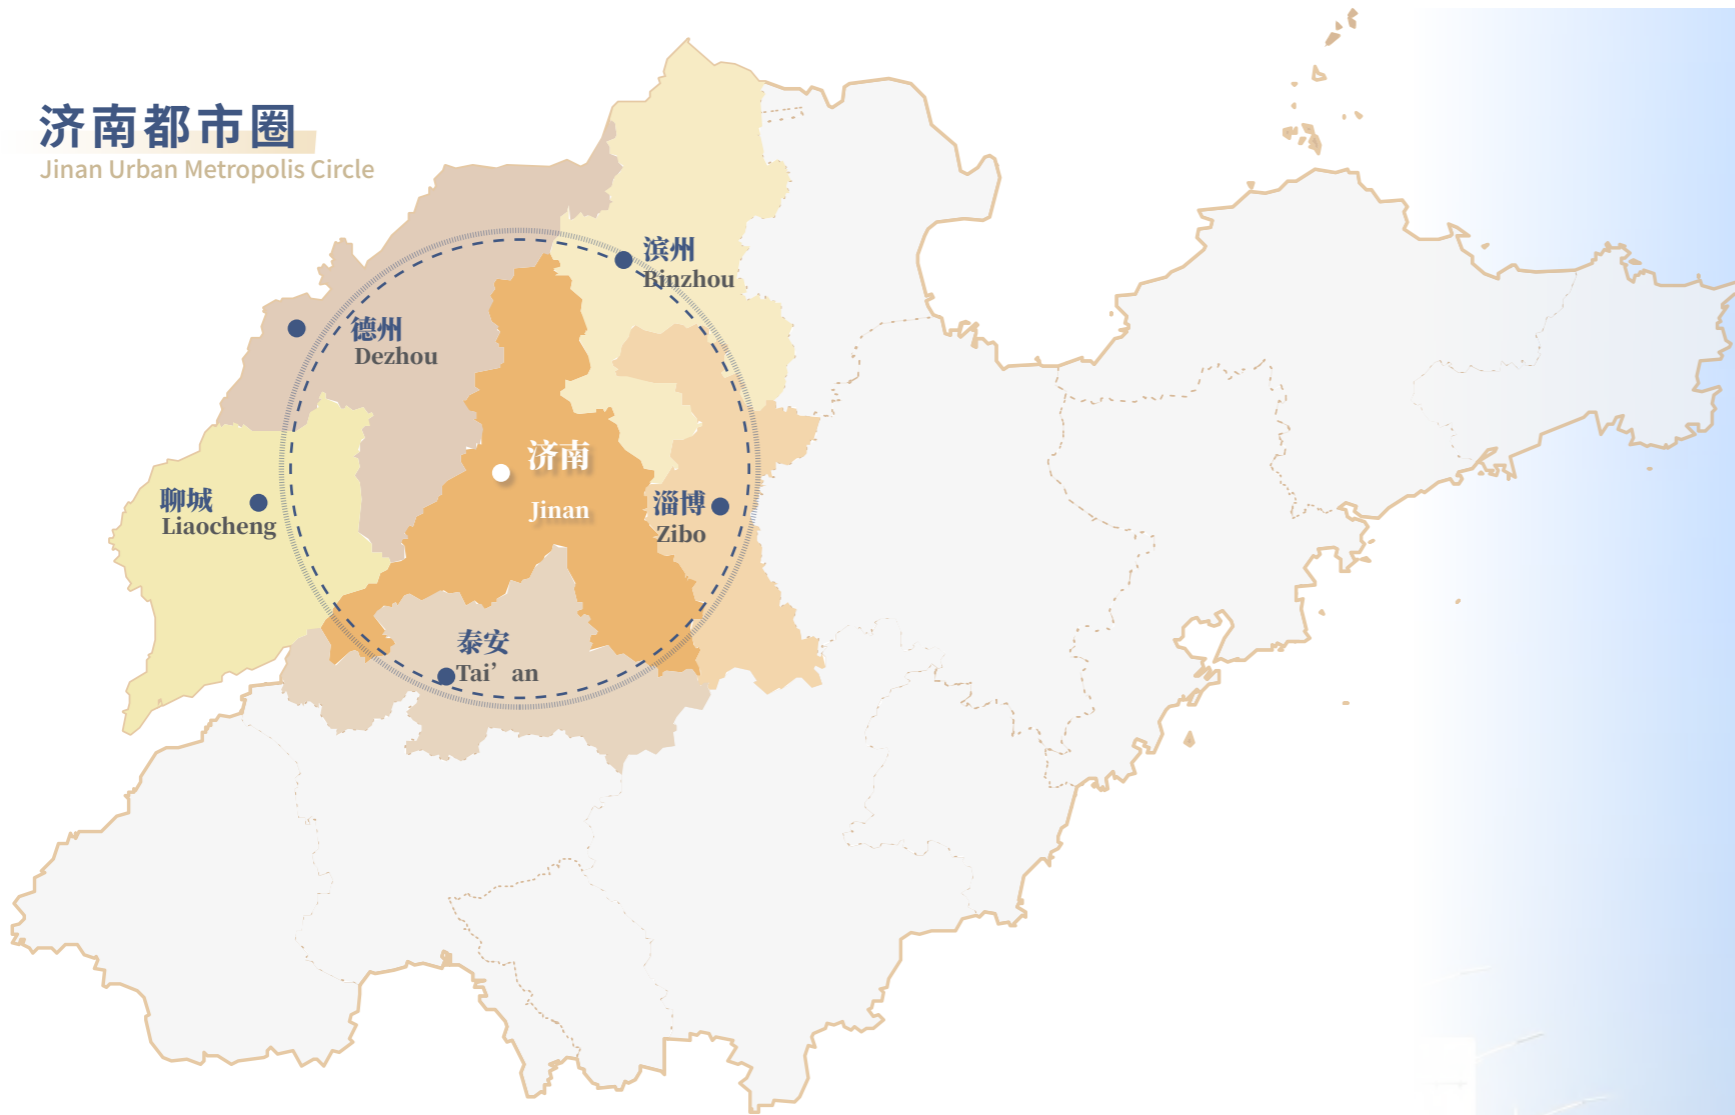 济南都市圈
Jinan Urban Metropolis Circle
滨州
Binzhou
德州
Dezhou
济南
Jinan
聊城
Liaocheng
淄博
Zibo
泰安
Tai’an